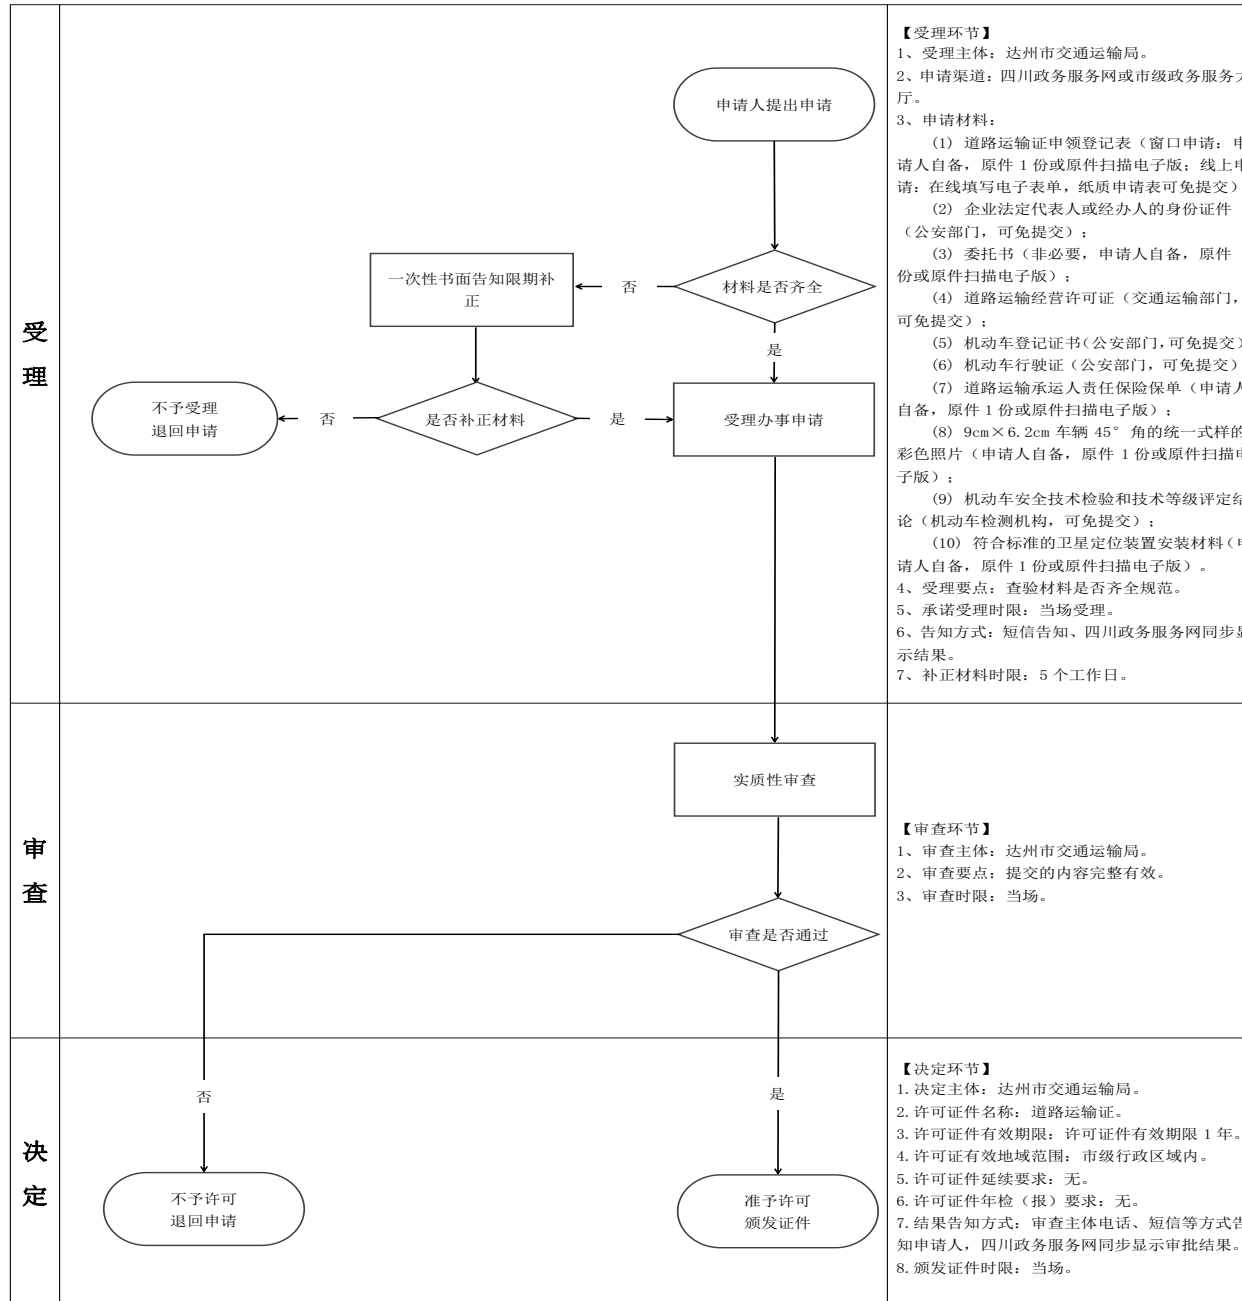 受
理
申请人提出申请
一次性书面告知限期补
正
否
材料是否齐全
是
不予受理
退回申请
否
是否补正材料
是
受理办事申请
【受理环节】
1、受理主体：达州市交通运输局。
2、申请渠道：四川政务服务网或市级政务服务大
厅。
3、申请材料：
(1) 道路运输证申领登记表（窗口申请：申
请人自备，原件 1 份或原件扫描电子版；线上申
请：在线填写电子表单，纸质申请表可免提交）
(2) 企业法定代表人或经办人的身份证件
（公安部门，可免提交）；
(3) 委托书（非必要，申请人自备，原件
份或原件扫描电子版）；
(4) 道路运输经营许可证（交通运输部门，
可免提交）；
(5) 机动车登记证书（公安部门，可免提交）
(6) 机动车行驶证（公安部门，可免提交）
(7) 道路运输承运人责任保险保单（申请人
自备，原件 1 份或原件扫描电子版）；
(8) 9cm×6.2cm 车辆 45° 角的统一式样的
彩色照片（申请人自备，原件 1 份或原件扫描电
子版）；
(9) 机动车安全技术检验和技术等级评定结
论（机动车检测机构，可免提交）；
(10) 符合标准的卫星定位装置安装材料（申
请人自备，原件 1 份或原件扫描电子版）。
4、受理要点：查验材料是否齐全规范。
5、承诺受理时限：当场受理。
6、告知方式：短信告知、四川政务服务网同步显
示结果。
7、补正材料时限：5 个工作日。
审
查
实质性审查
审查是否通过
【审查环节】
1、审查主体：达州市交通运输局。
2、审查要点：提交的内容完整有效。
3、审查时限：当场。
决
定
否
是
不予许可
退回申请
准予许可
颁发证件
【决定环节】
1.决定主体：达州市交通运输局。
2.许可证件名称：道路运输证。
3.许可证件有效期限：许可证件有效期限 1 年。
4.许可证有效地域范围：市级行政区域内。
5.许可证件延续要求：无。
6.许可证件年检（报）要求：无。
7.结果告知方式：审查主体电话、短信等方式告
知申请人，四川政务服务网同步显示审批结果。
8.颁发证件时限：当场。